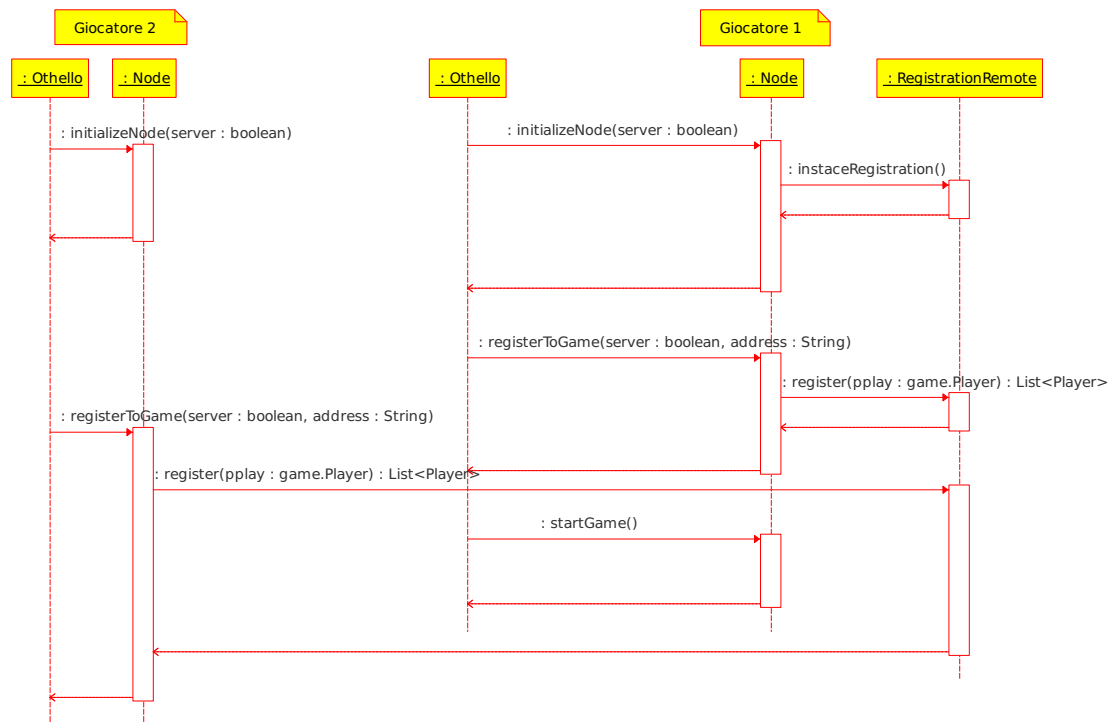 Giocatore 2
Giocatore 1
: Othello
: Node
: Othello
: Node
: RegistrationRemote
: initializeNode(server : boolean)
: initializeNode(server : boolean)
: instaceRegistration()
: registerToGame(server : boolean, address : String)
: register(pplay : game.Player) : List<Player>
: registerToGame(server : boolean, address : String)
: register(pplay : game.Player) : List<Player>
: startGame()